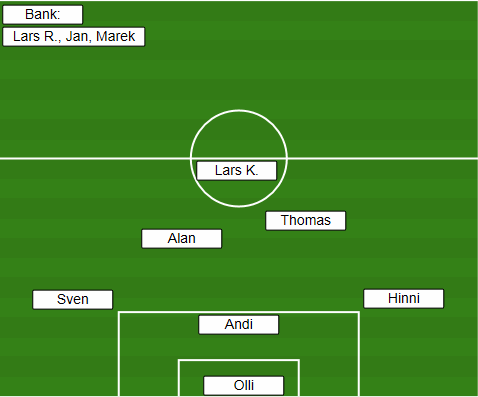 Bank:
Lars R., Jan, Marek
Lars K.
Thomas
Alan
Sven
Hinni
Andi
Olli